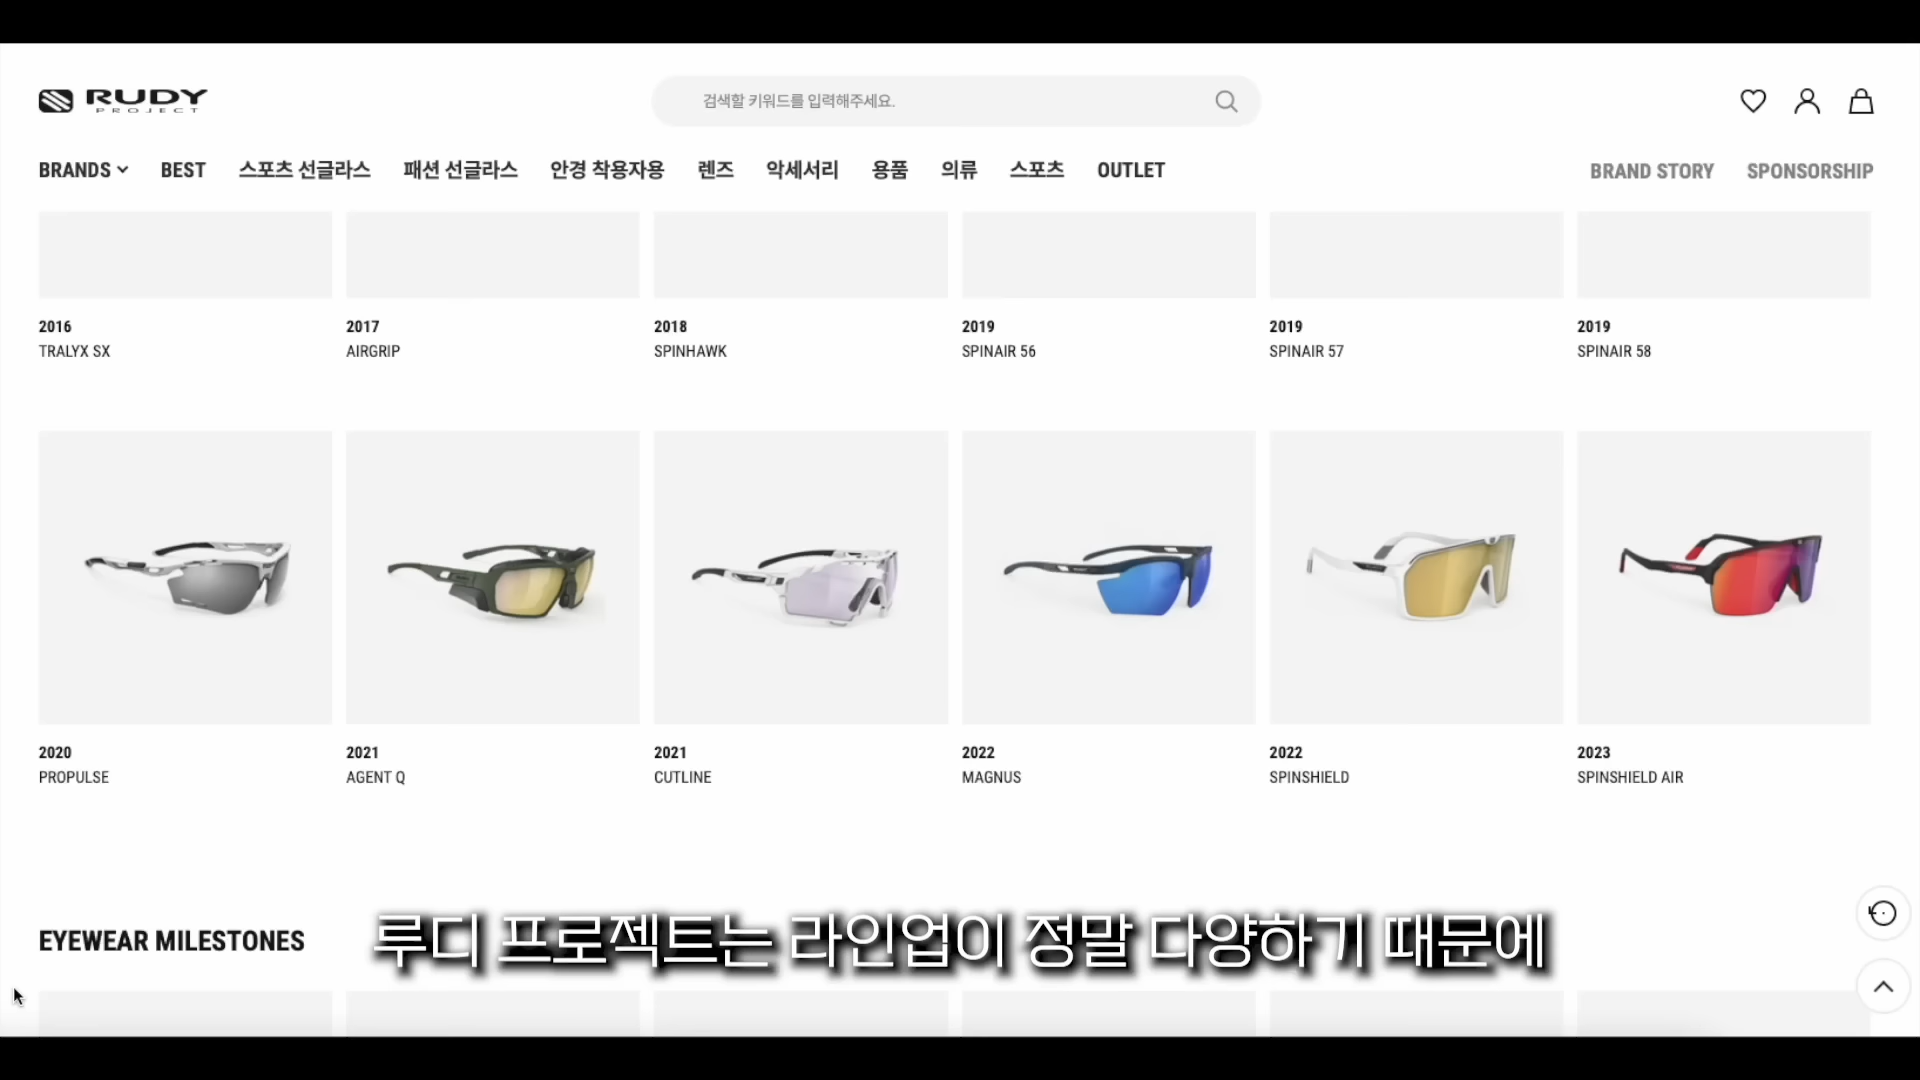 RUDY
PROJECT
검색할 키워드를 입력해주세요.
BRANDS BEST 스포츠 선글라스 패션 선글라스 안경 착용자용 렌즈 악세서리 용품 의류 스포츠 OUTLET BRAND STORY SPONSORSHIP
2016 2017 2018 2019 2019 2019
TRALYX SX AIRGRIP SPINHAWK SPINAIR 56 SPINAIR 57 SPINAIR 58
2020 2021 2021 2022 2022 2023
PROPULSE AGENT Q CUTLINE MAGNUS SPINSHIELD SPINSHIELD AIR
EYEWEAR MILESTONES
루디 프로젝트는 라인업이 정말 다양하기 때문에